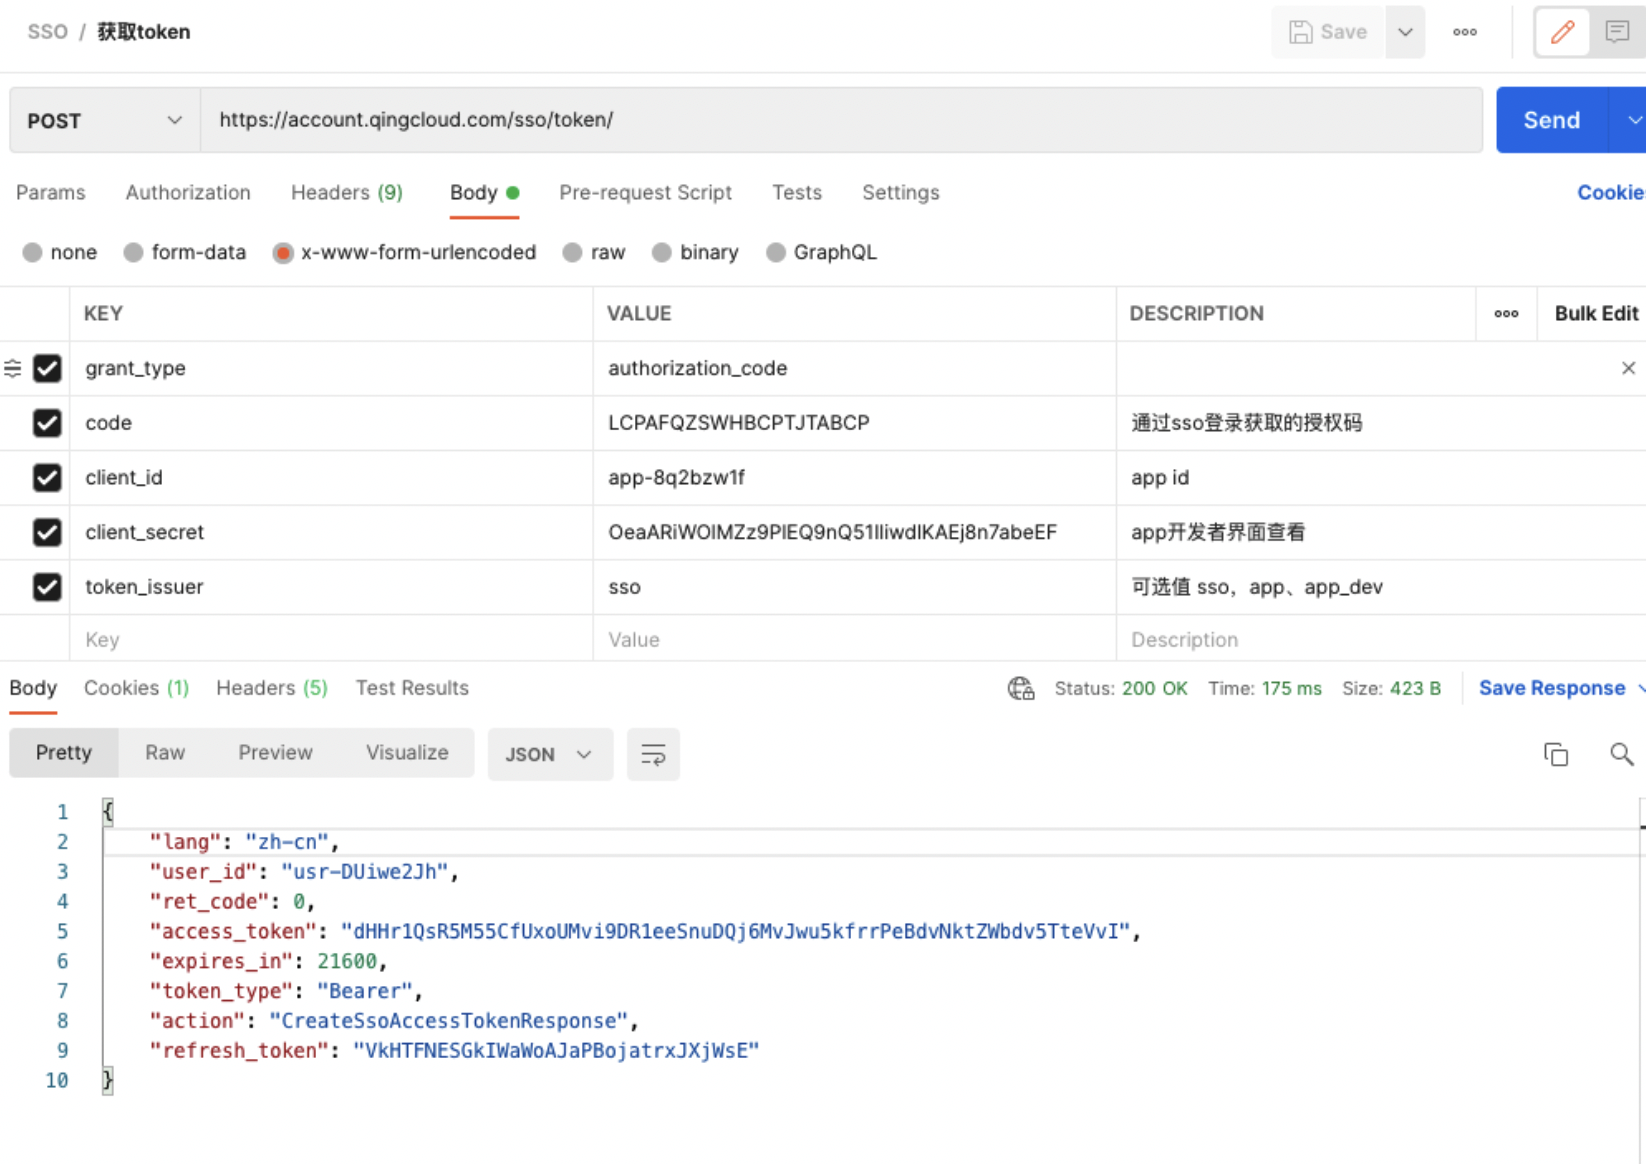 SSO / 获取token
Save
POST https://account.qingcloud.com/sso/token/ Send
Params Authorization Headers (9) Body Pre-request Script Tests Settings Cookies
none form-data x-www-form-urlencoded raw binary GraphQL
KEY VALUE DESCRIPTION Bulk Edit
grant_type authorization_code
code LCPAFQZSWHBCPTJTABCP 通过sso登录获取的授权码
client_id app-8q2bzw1f app id
client_secret OeaARiWOlMZz9PlEQ9nQ51lliwdlKAEj8n7abeEF app开发者界面查看
token_issuer sso 可选值 sso，app、app_dev
Key Value Description
Body Cookies (1) Headers (5) Test Results Status: 200 OK Time: 175 ms Size: 423 B Save Response
Pretty Raw Preview Visualize JSON
1 {
2 "lang": "zh-cn",
3 "user_id": "usr-DUiwe2Jh",
4 "ret_code": 0,
5 "access_token": "dHHr1QsR5M55CfUxoUMvi9DR1eeSnuDQj6MvJwu5kfrrPeBdvNktZWbdv5TteVvI",
6 "expires_in": 21600,
7 "token_type": "Bearer",
8 "action": "CreateSsoAccessTokenResponse",
9 "refresh_token": "VkHTFNESGkIWaWoAJaPBojatrxJXjWsE"
10 }